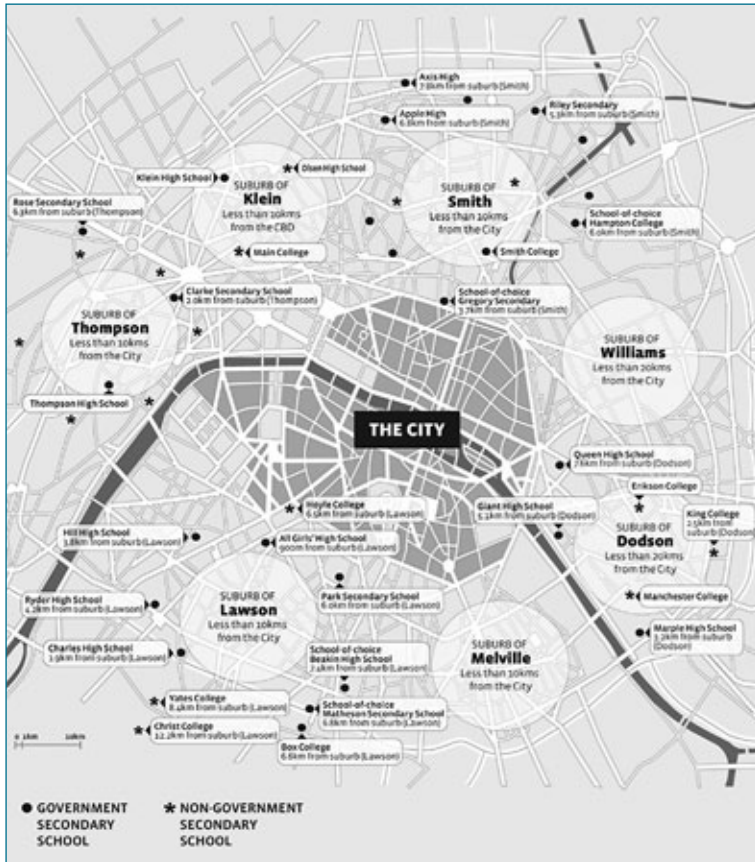 Axis High
7.8km from suburb (Smith)
Apple High
6.8km from suburb (Smith)
Riley Secondary
5.3km from suburb (Smith)
Klein High School
Olsen High School
SUBURB OF
Klein
Less than 10kms
from the CBD
SUBURB OF
Smith
Less than 20kms
from the City
Rose Secondary School
6.3km from suburb (Thompson)
School-of-choice
Hampton College
6.0km from suburb (Smith)
Main College
Smith College
Clarke Secondary School
2.0km from suburb (Thompson)
School-of-choice
Gregory Secondary
3.7km from suburb (Smith)
SUBURB OF
Thompson
Less than 10kms
from the City
SUBURB OF
Williams
Less than 20kms
from the City
Thompson High School
THE CITY
Queen High School
7.6km from suburb (Dodson)
Erikson College
Hoyle College
6.5km from suburb (Lawson)
Giant High School
5.2km from suburb (Dodson)
King College
2.5km from
suburb (Dodson)
Hill High School
3.8km from suburb (Lawson)
All Girls' High School
900m from suburb (Lawson)
SUBURB OF
Dodson
Less than 20kms
from the City
Park Secondary School
6.0km from suburb (Lawson)
Manchester College
SUBURB OF
Lawson
Less than 10kms
from the City
Ryder High School
4.2km from suburb (Lawson)
Marple High School
3.2km from suburb
(Dodson)
Charles High School
3.9km from suburb (Lawson)
School-of-choice
Beakin High School
7.4km from suburb (Lawson)
SUBURB OF
Melville
Less than 10kms
from the City
Yates College
8.4km from suburb (Lawson)
School-of-choice
Matheson Secondary School
6.8km from suburb (Lawson)
Christ College
12.2km from suburb (Lawson)
Box College
6.6km from suburb (Lawson)
0 2km 10km
GOVERNMENT
SECONDARY
SCHOOL
NON-GOVERNMENT
SECONDARY
SCHOOL